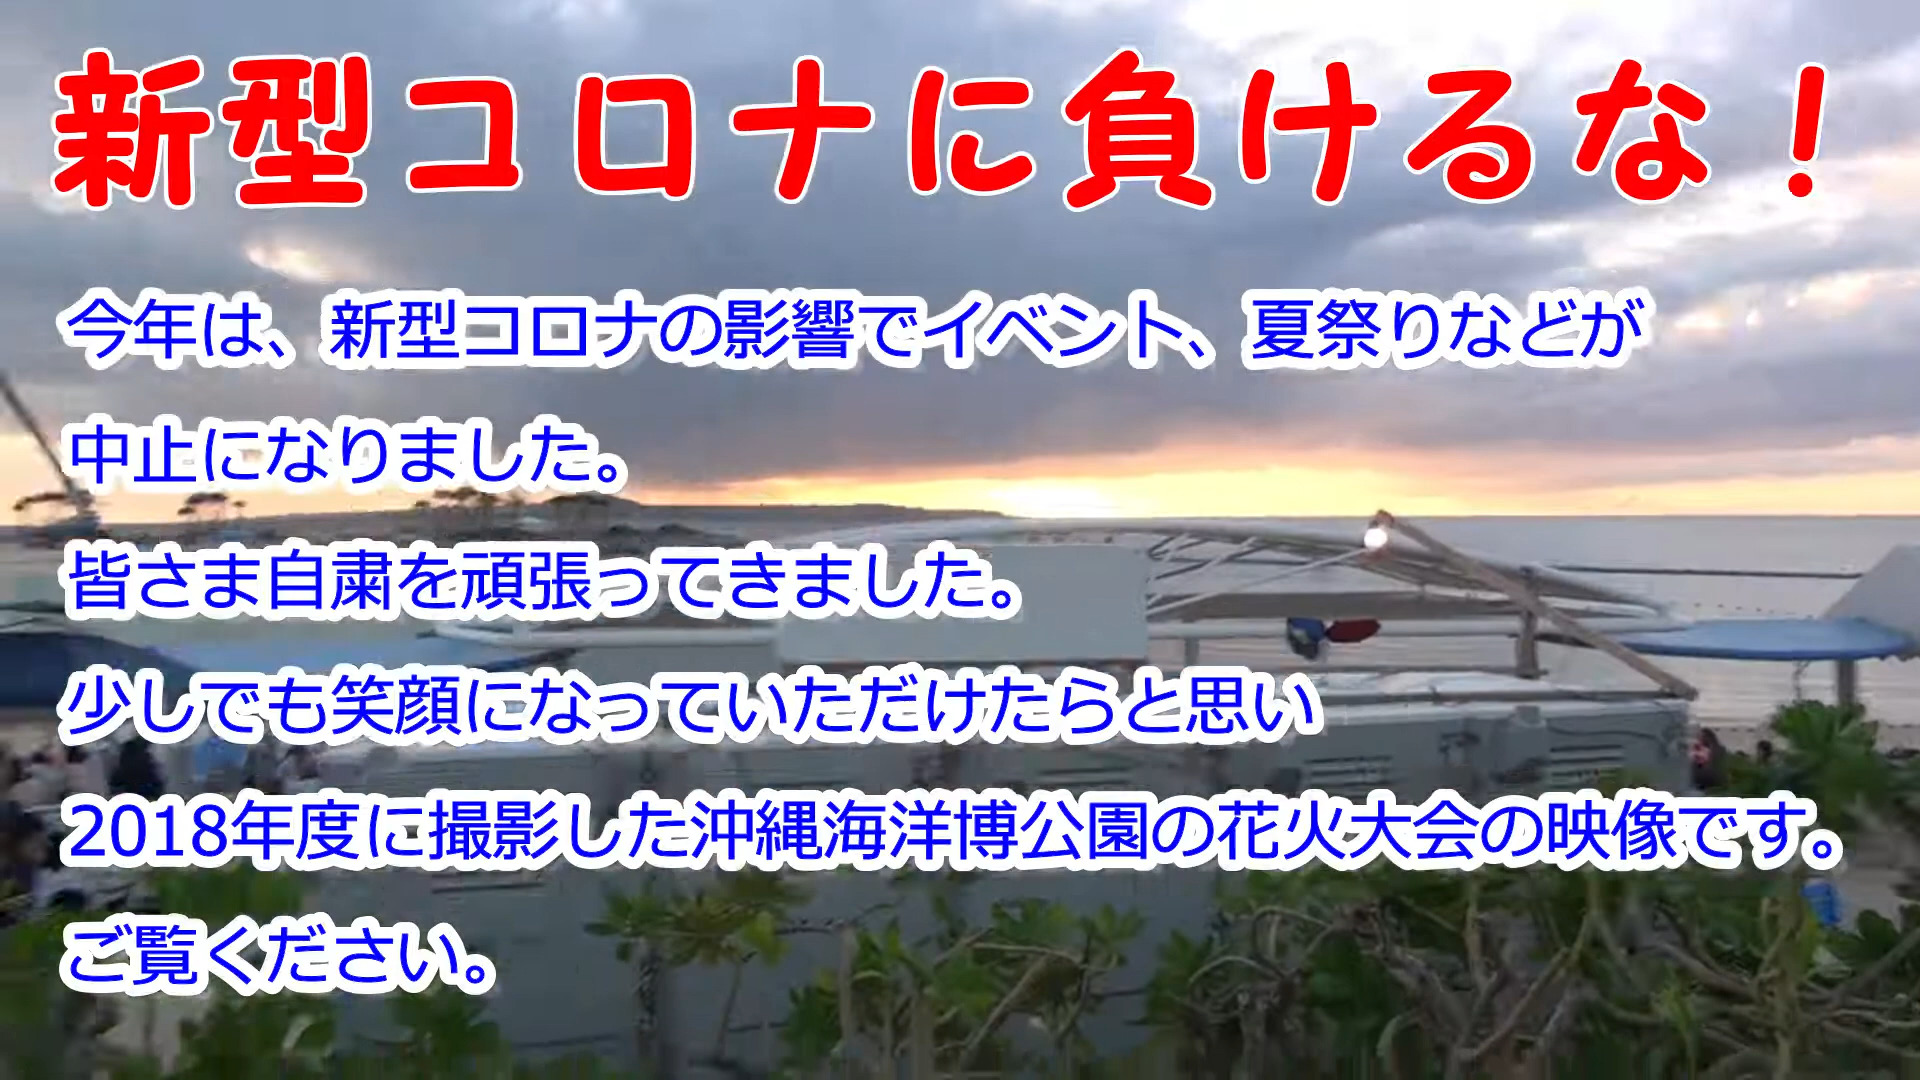 新型コロナに負けるな！
今年は、新型コロナの影響でイベント、夏祭りなどが
中止になりました。
皆さま自粛を頑張ってきました。
少しでも笑顔になっていただけたらと思い
2018年度に撮影した沖縄海洋博公園の花火大会の映像です。
ご覧ください。